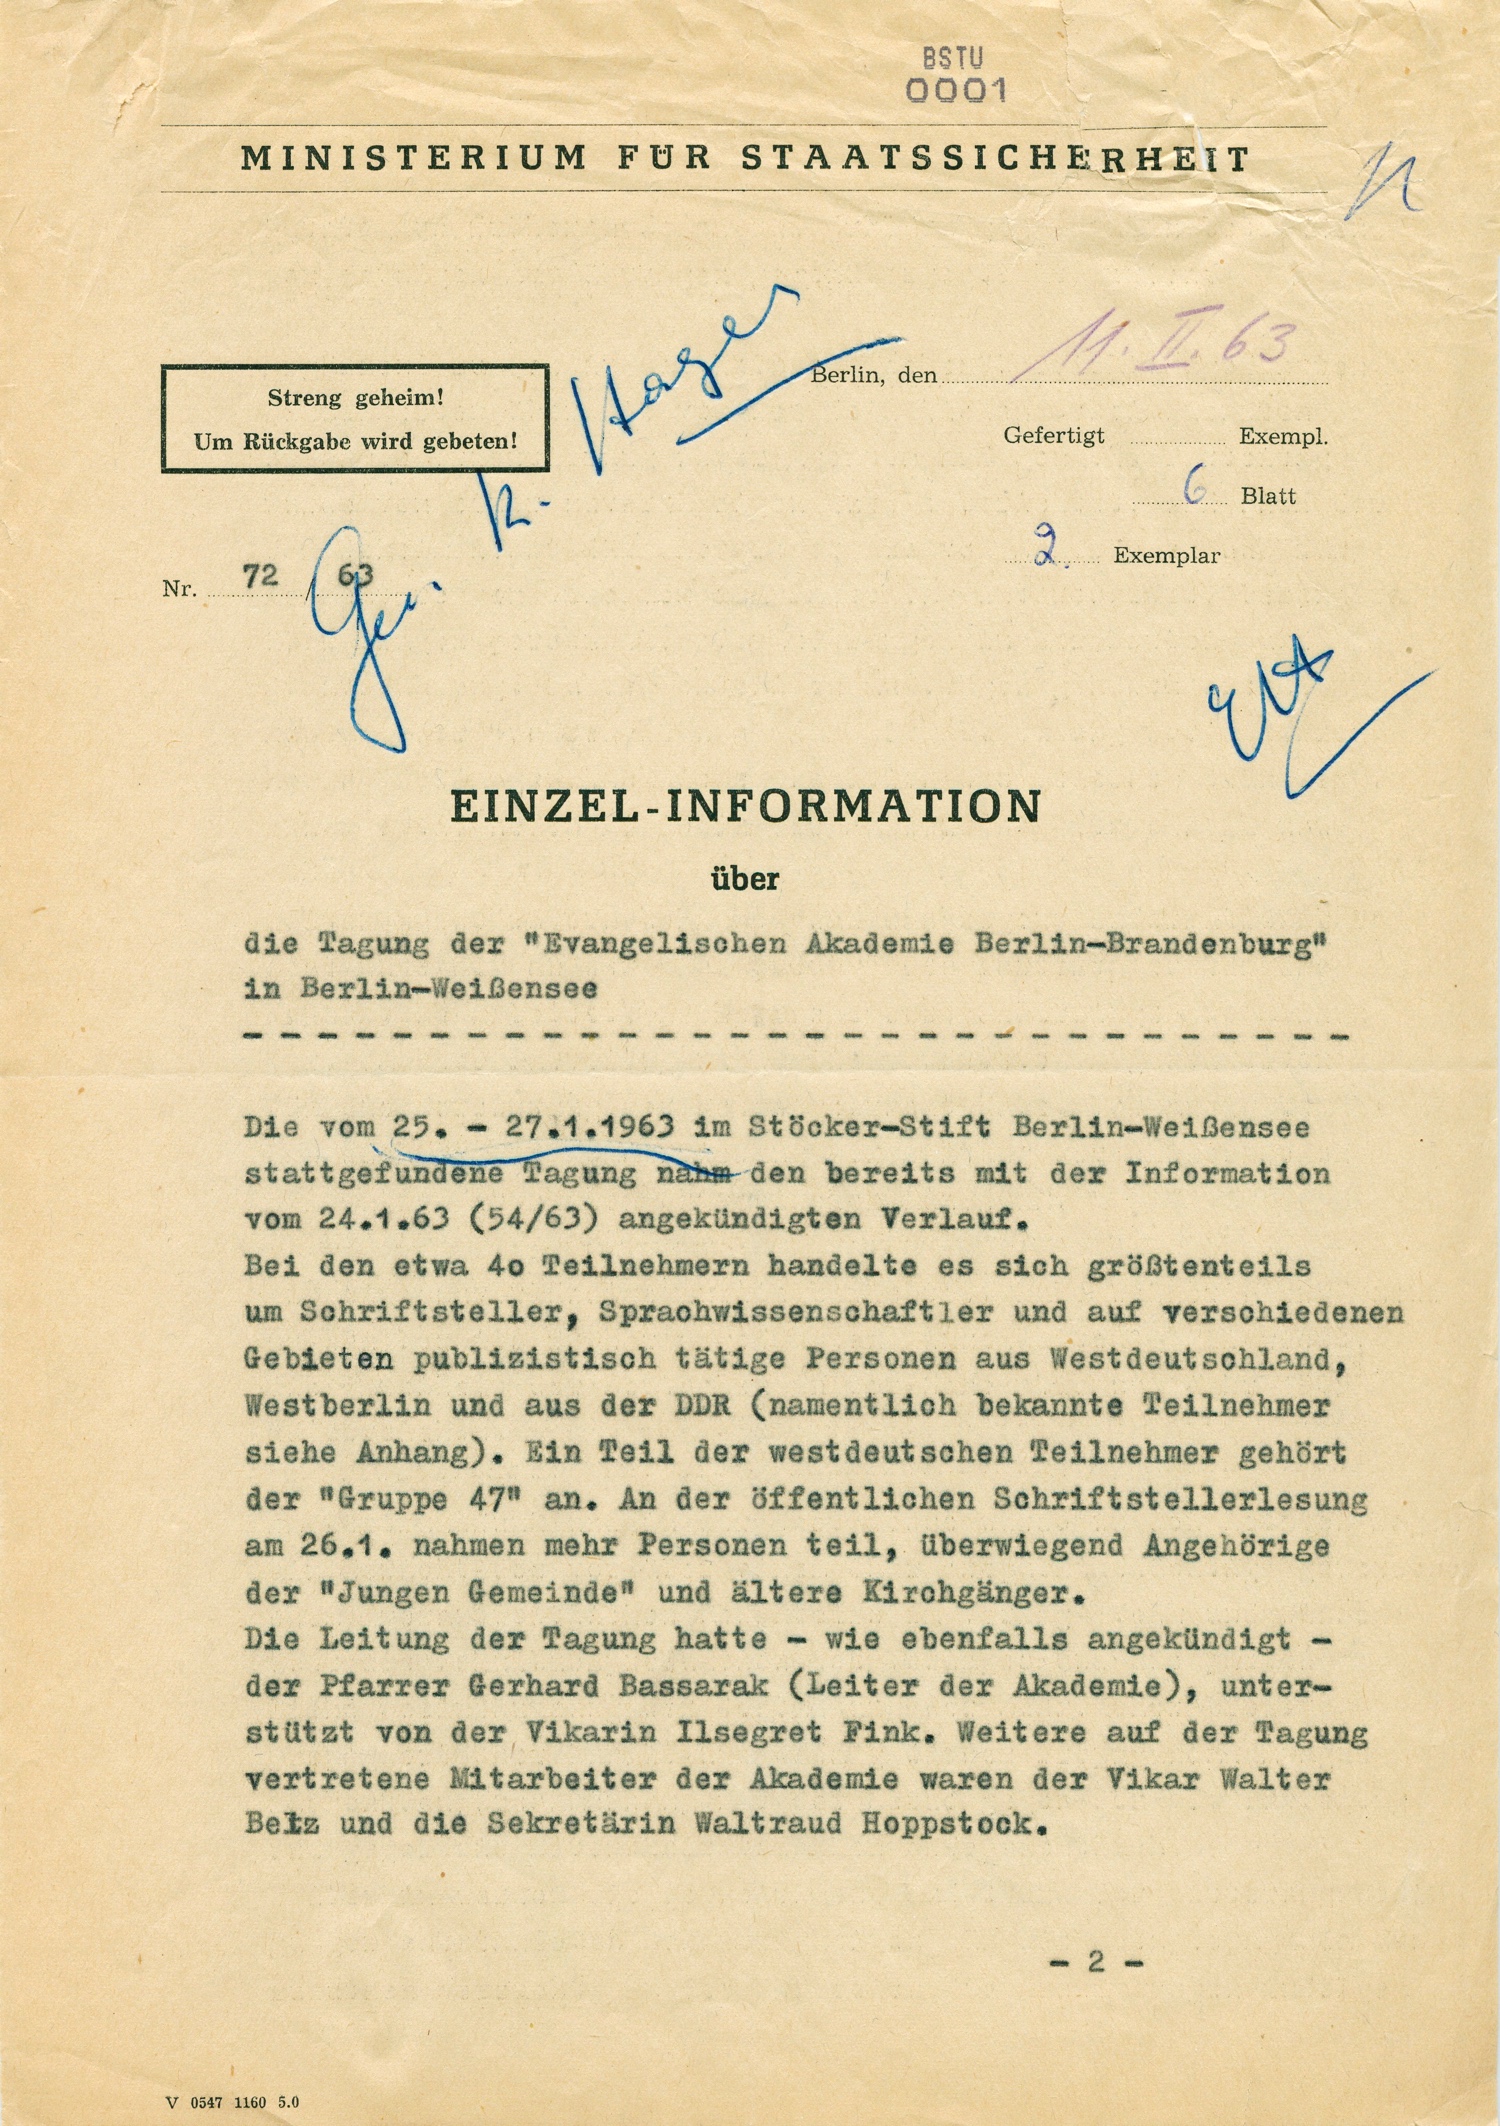 BSTU
0001
MINISTERIUM FÜR STAATSSICHERHEIT
Berlin, den 11. II. 63
Streng geheim!
Um Rückgabe wird gebeten!
Gefertigt Exempl.
6 Blatt
2. Exemplar
Nr. 72 / 63
Gen. K. Hager
EINZEL-INFORMATION
über
die Tagung der "Evangelischen Akademie Berlin-Brandenburg"
in Berlin-Weißensee
- - - - - - - - - - - - - - - - - - - - - - - - - - - - - -
Die vom 25. - 27.1.1963 im Stöcker-Stift Berlin-Weißensee
stattgefundene Tagung nahm den bereits mit der Information
vom 24.1.63 (54/63) angekündigten Verlauf.
Bei den etwa 4o Teilnehmern handelte es sich größtenteils
um Schriftsteller, Sprachwissenschaftler und auf verschiedenen
Gebieten publizistisch tätige Personen aus Westdeutschland,
Westberlin und aus der DDR (namentlich bekannte Teilnehmer
siehe Anhang). Ein Teil der westdeutschen Teilnehmer gehört
der "Gruppe 47" an. An der öffentlichen Schriftstellerlesung
am 26.1. nahmen mehr Personen teil, überwiegend Angehörige
der "Jungen Gemeinde" und ältere Kirchgänger.
Die Leitung der Tagung hatte - wie ebenfalls angekündigt -
der Pfarrer Gerhard Bassarak (Leiter der Akademie), unter-
stützt von der Vikarin Ilsegret Fink. Weitere auf der Tagung
vertretene Mitarbeiter der Akademie waren der Vikar Walter
Betz und die Sekretärin Waltraud Hoppstock.
- 2 -
V 0547 1160 5.0